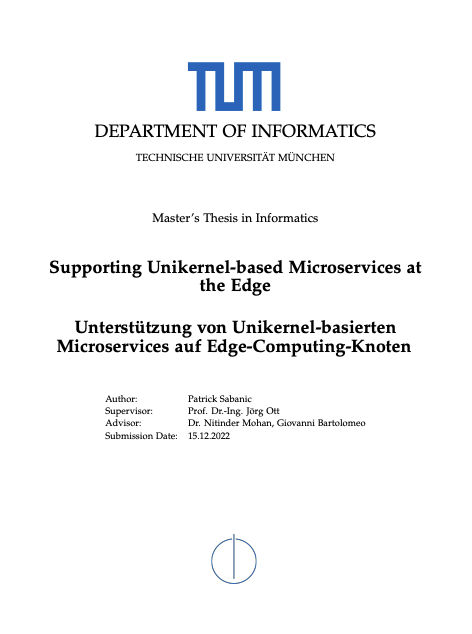 TUM
DEPARTMENT OF INFORMATICS
TECHNISCHE UNIVERSITÄT MÜNCHEN
Master's Thesis in Informatics
Supporting Unikernel-based Microservices at
the Edge
Unterstützung von Unikernel-basierten
Microservices auf Edge-Computing-Knoten
Author: Patrick Sabanic
Supervisor: Prof. Dr.-Ing. Jörg Ott
Advisor: Dr. Nitinder Mohan, Giovanni Bartolomeo
Submission Date: 15.12.2022